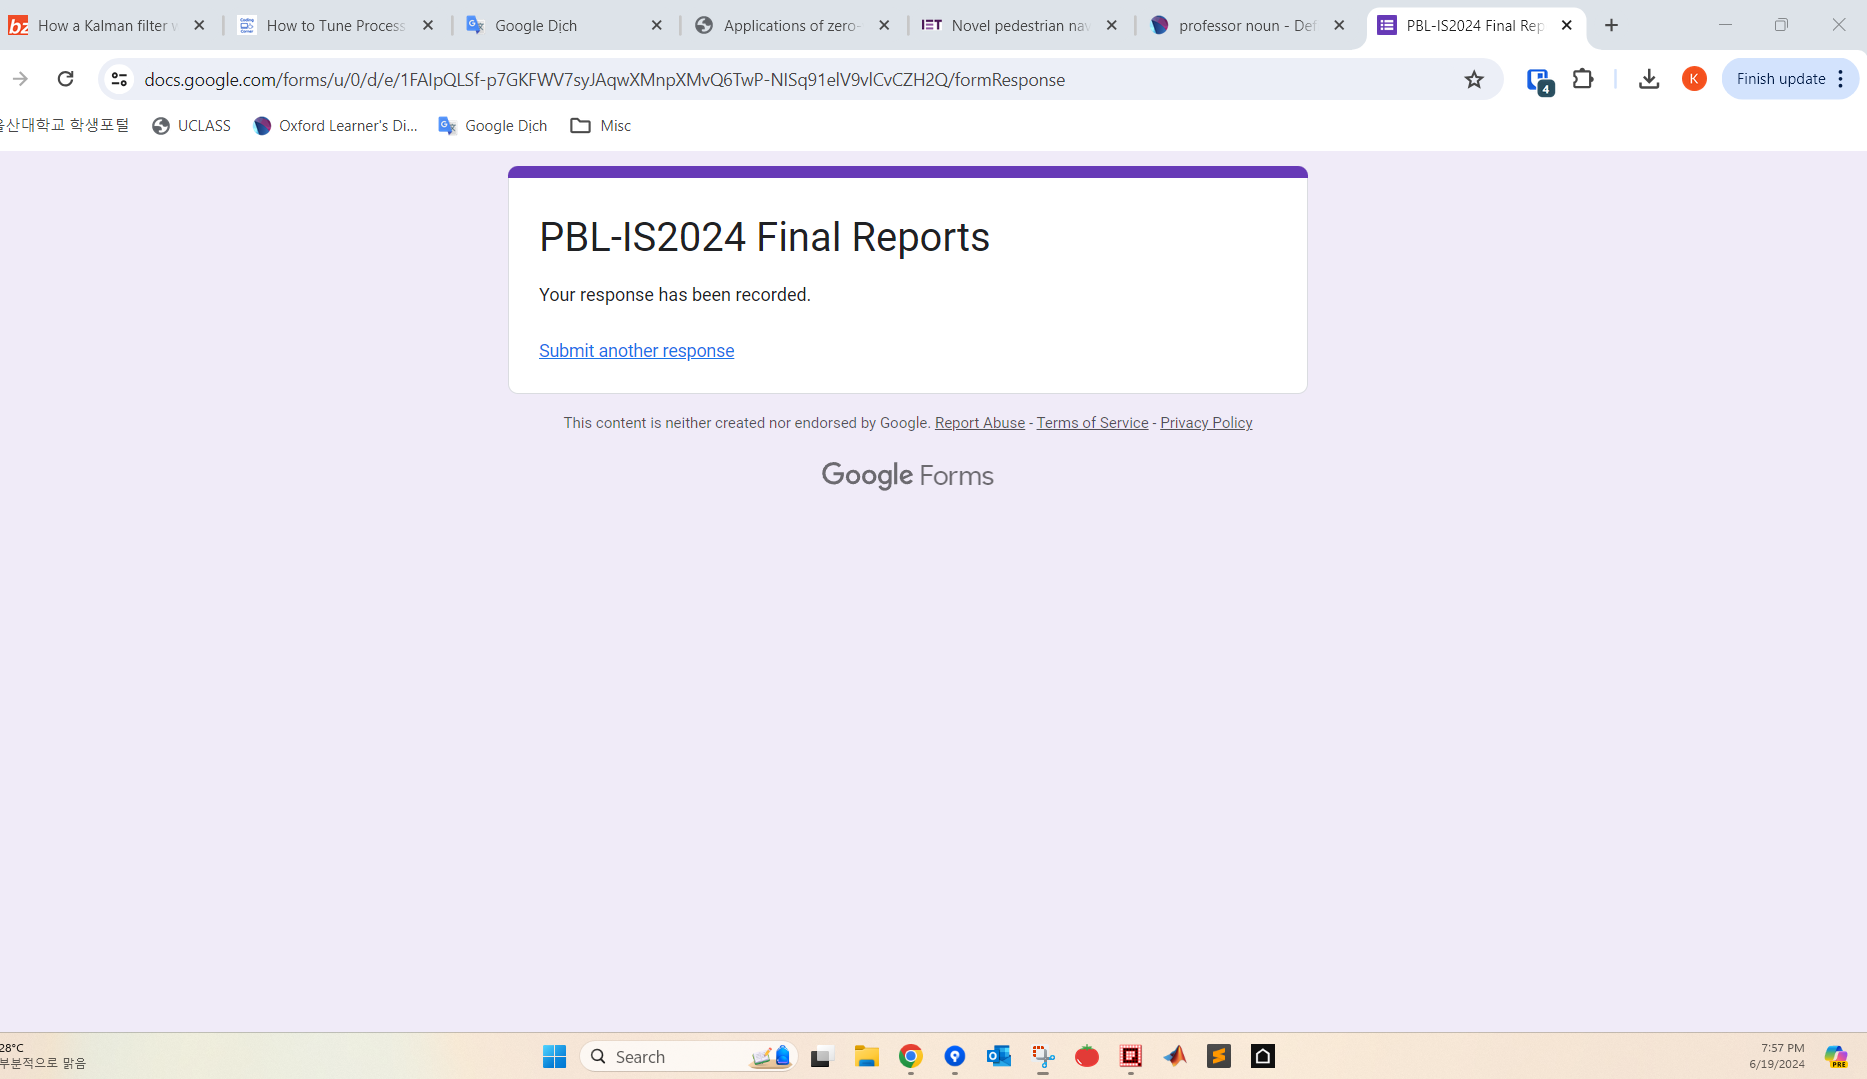 How a Kalman filter w
How to Tune Process
Google Dịch
Applications of zero-
IET
Novel pedestrian nav
professor noun - Def
PBL-IS2024 Final Rep
docs.google.com/forms/u/0/d/e/1FAIpQLSf-p7GKFWV7syJAqwXMnpXMvQ6TwP-NISq91elV9vlCvCZH2Q/formResponse
4
K
Finish update
울산대학교 학생포털
UCLASS
Oxford Learner's Di...
Google Dịch
Misc
PBL-IS2024 Final Reports
Your response has been recorded.
Submit another response
This content is neither created nor endorsed by Google. Report Abuse - Terms of Service - Privacy Policy
Google Forms
28°C
부분적으로 맑음
Search
7:57 PM
6/19/2024
PRE